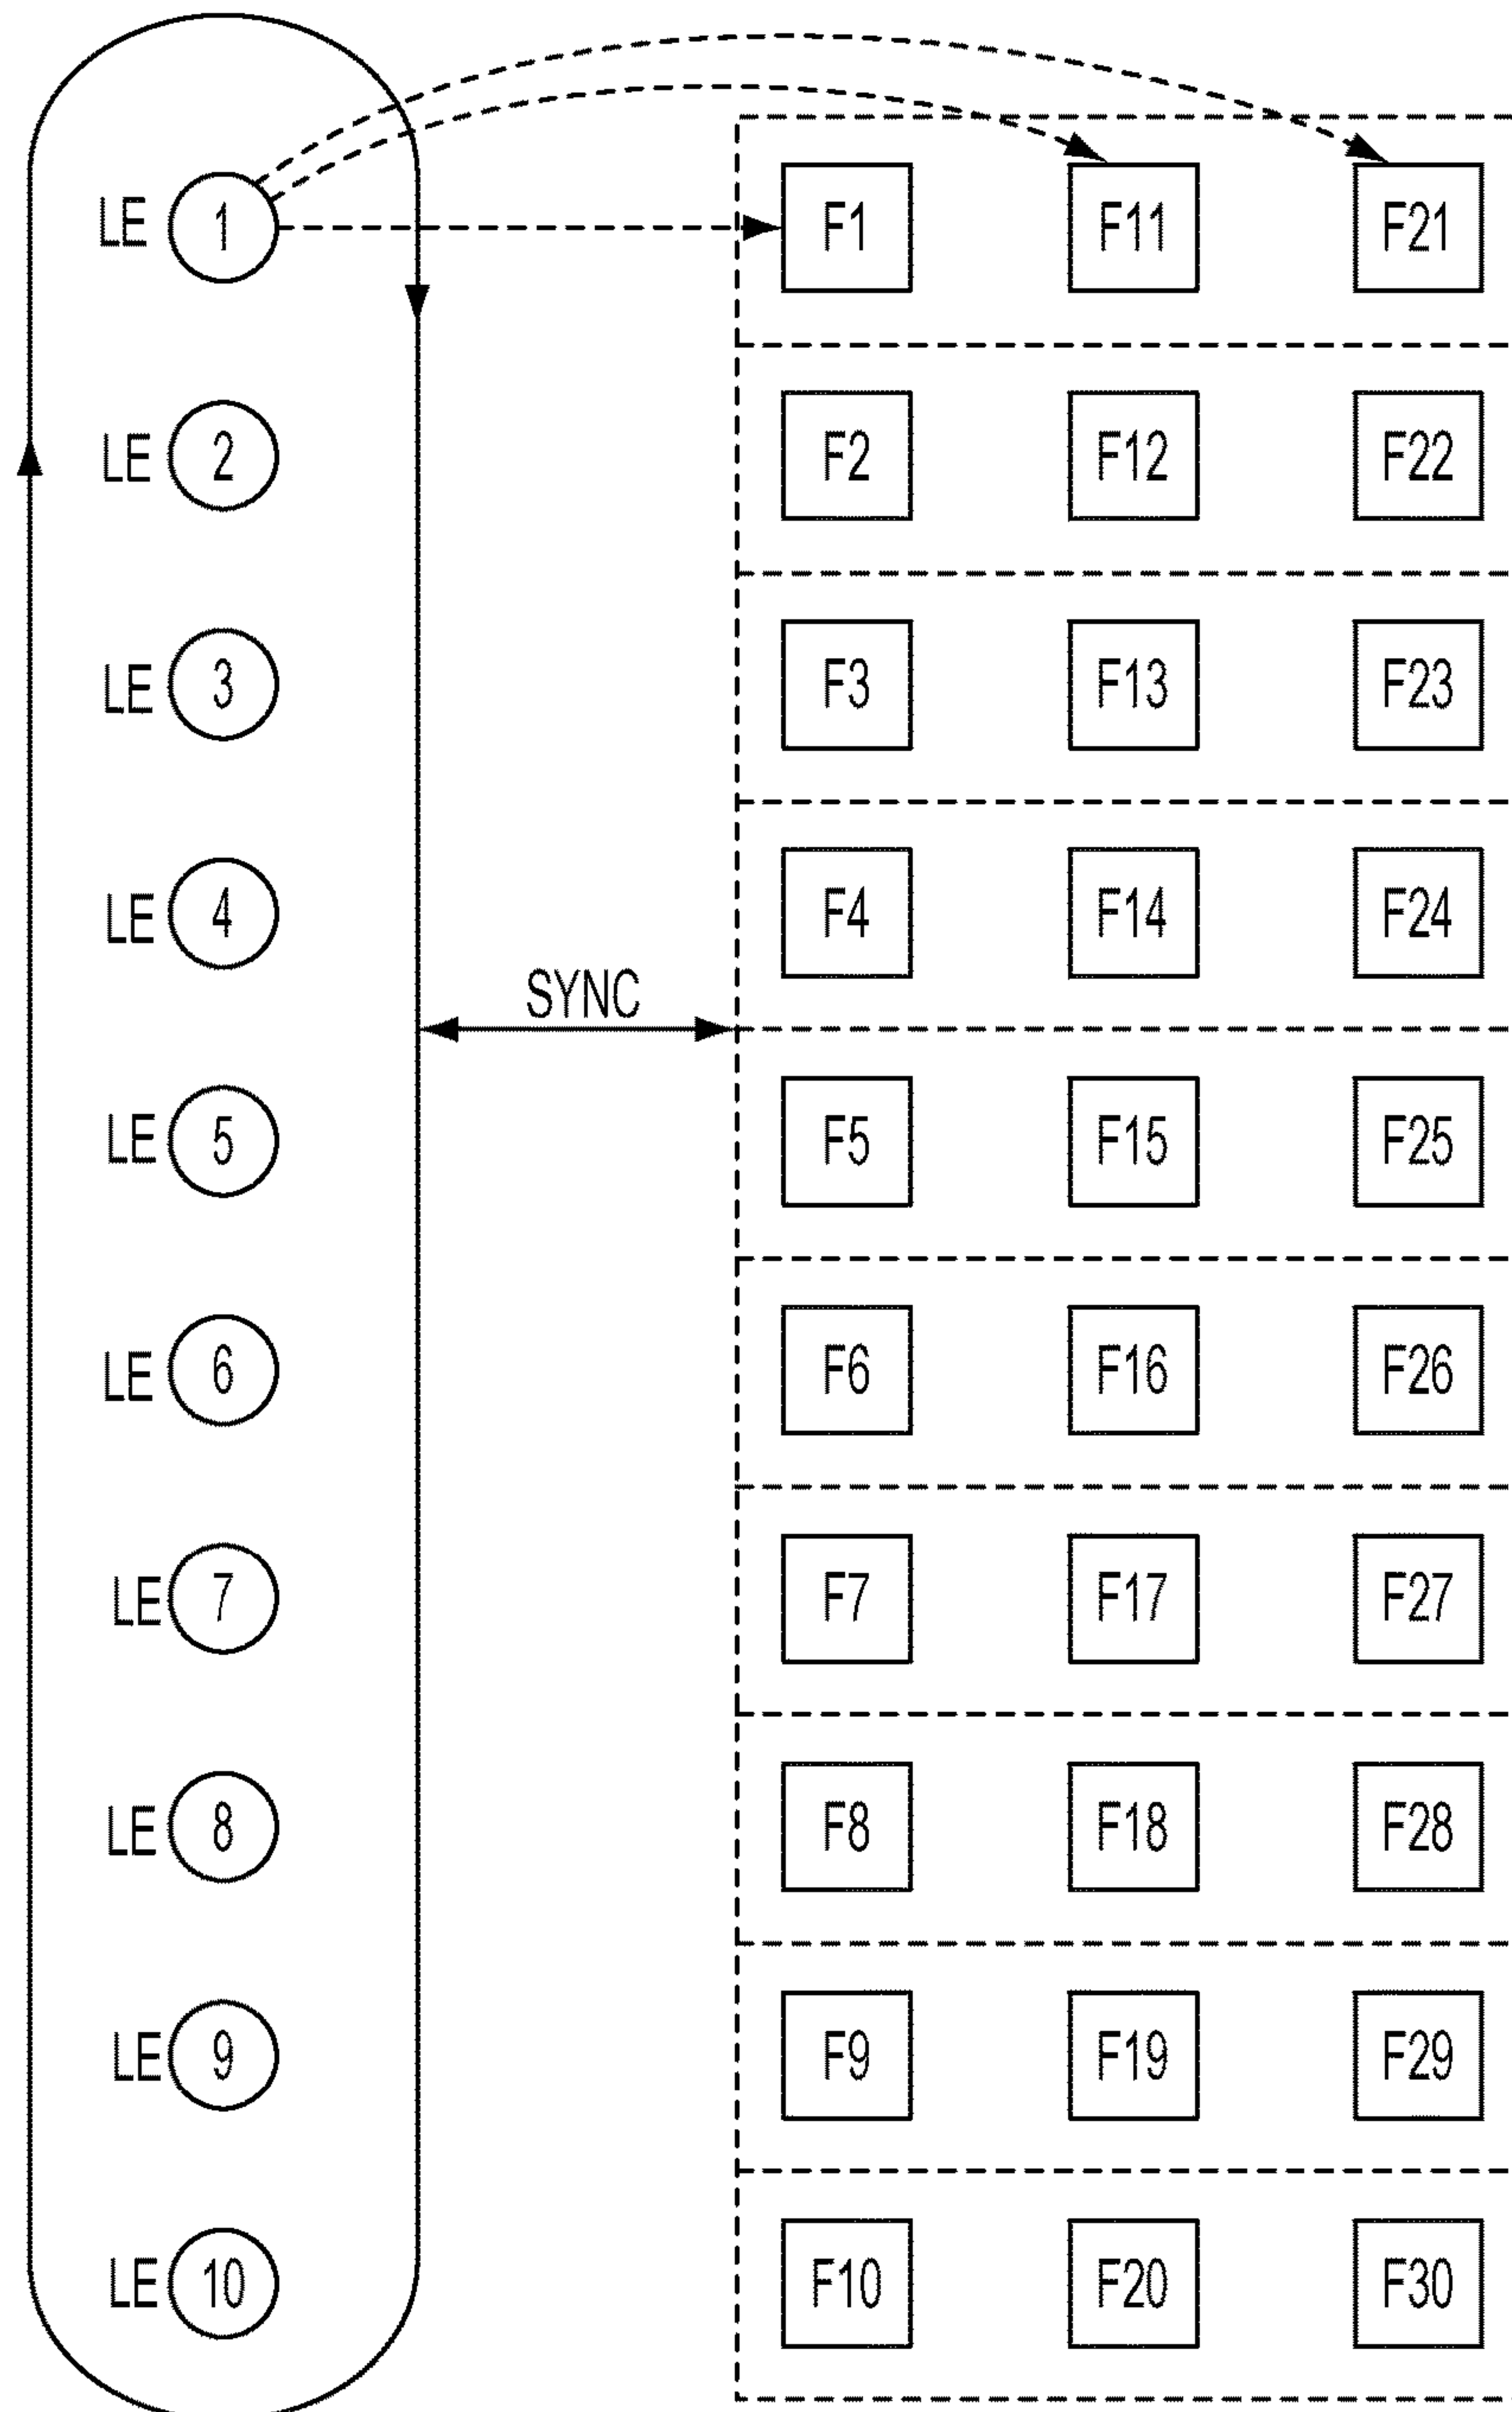 LE 1 F1 F11 F21
LE 2 F2 F12 F22
LE 3 F3 F13 F23
LE 4 F4 F14 F24
SYNC
LE 5 F5 F15 F25
LE 6 F6 F16 F26
LE 7 F7 F17 F27
LE 8 F8 F18 F28
LE 9 F9 F19 F29
LE 10 F10 F20 F30